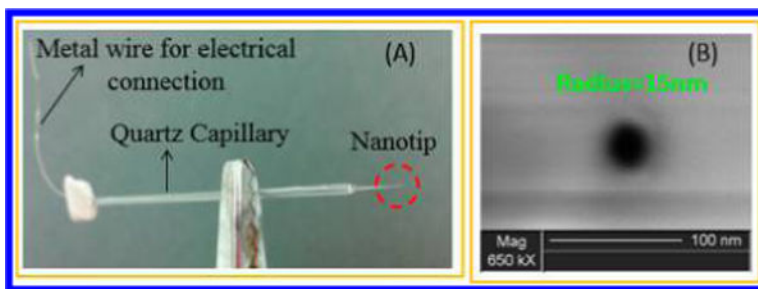 Metal wire for electrical
connection
(A)
Quartz Capillary
Nanotip
(B)
Radius=15nm
Mag
650 kX
100 nm